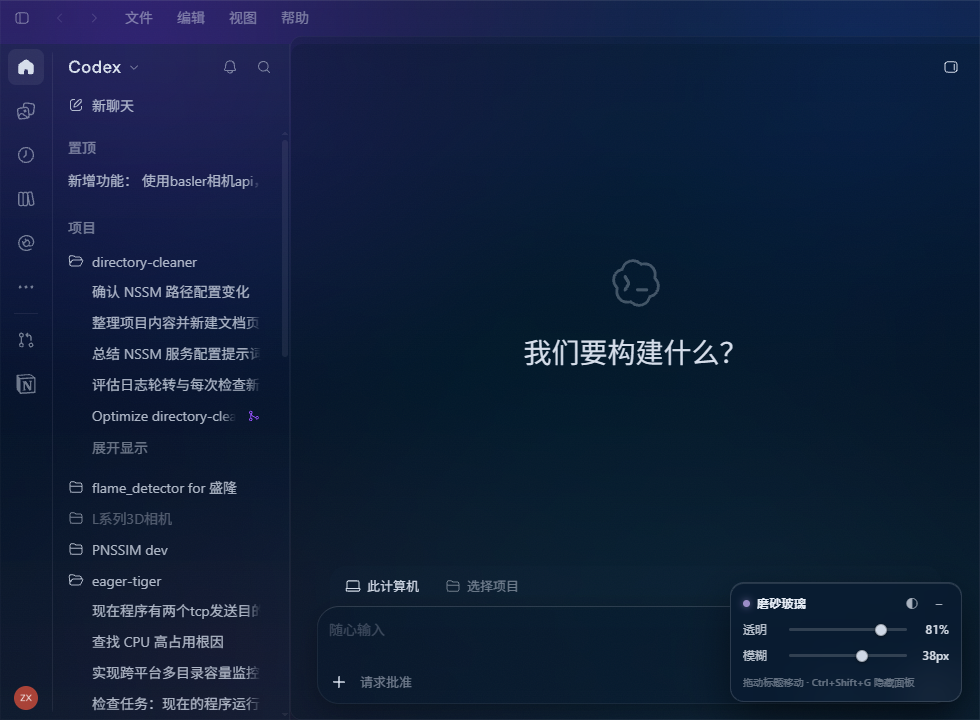 文件 编辑 视图 帮助
Codex
新聊天
置顶
新增功能： 使用basler相机api，
项目
directory-cleaner
确认 NSSM 路径配置变化
整理项目内容并新建文档页
总结 NSSM 服务配置提示词
评估日志轮转与每次检查新
Optimize directory-clea
展开显示
flame_detector for 盛隆
L系列3D相机
PNSSIM dev
eager-tiger
现在程序有两个tcp发送目的
查找 CPU 高占用根因
实现跨平台多目录容量监控
检查任务：现在的程序运行
ZX
我们要构建什么？
此计算机 选择项目
随心输入
请求批准
磨砂玻璃
透明 81%
模糊 38px
拖动标题移动 · Ctrl+Shift+G 隐藏面板